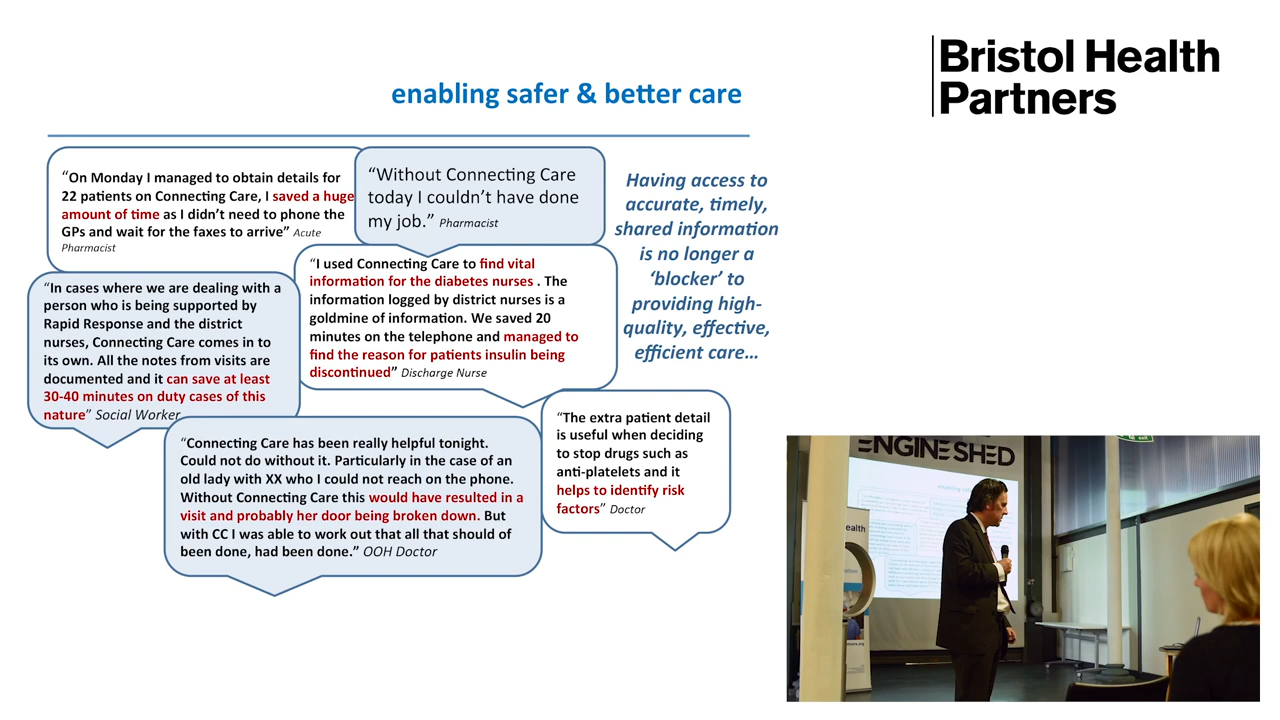 Bristol Health
Partners
enabling safer & better care
“On Monday I managed to obtain details for
22 patients on Connecting Care, I saved a huge
amount of time as I didn’t need to phone the
GPs and wait for the faxes to arrive” Acute
Pharmacist
“Without Connecting Care
today I couldn’t have done
my job.” Pharmacist
Having access to
accurate, timely,
shared information
is no longer a
‘blocker’ to
providing high-
quality, effective,
efficient care…
“I used Connecting Care to find vital
information for the diabetes nurses . The
information logged by district nurses is a
goldmine of information. We saved 20
minutes on the telephone and managed to
find the reason for patients insulin being
discontinued” Discharge Nurse
“In cases where we are dealing with a
person who is being supported by
Rapid Response and the district
nurses, Connecting Care comes in to
its own. All the notes from visits are
documented and it can save at least
30-40 minutes on duty cases of this
nature” Social Worker
“The extra patient detail
is useful when deciding
to stop drugs such as
anti-platelets and it
helps to identify risk
factors” Doctor
“Connecting Care has been really helpful tonight.
Could not do without it. Particularly in the case of an
old lady with XX who I could not reach on the phone.
Without Connecting Care this would have resulted in a
visit and probably her door being broken down. But
with CC I was able to work out that all that should of
been done, had been done.” OOH Doctor
ENGINE SHED
enabling
ealth